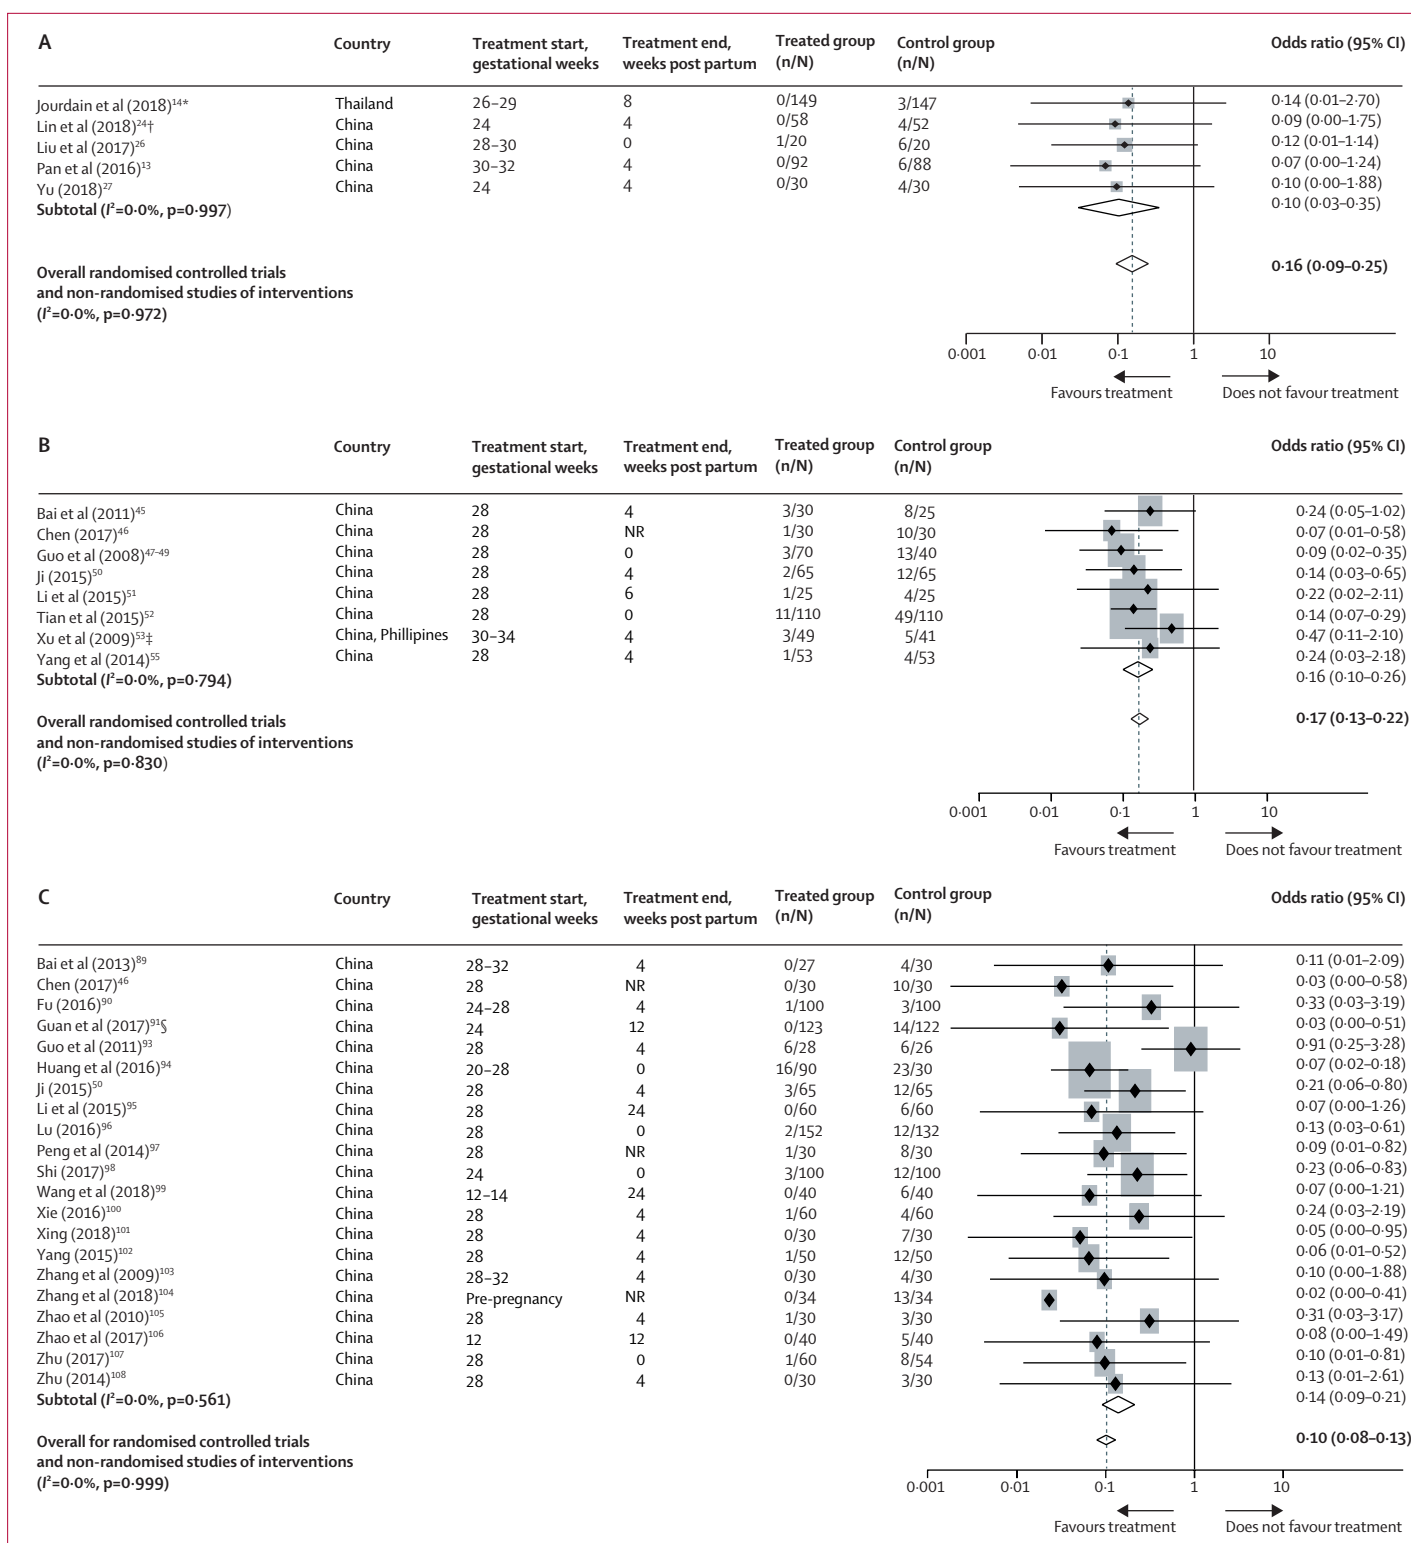 A
Country
Treatment start, gestational weeks
Treatment end, weeks post partum
Treated group (n/N)
Control group (n/N)
Odds ratio (95% CI)
Jourdain et al (2018)¹⁴* Thailand 26–29 8 0/149 3/147 0·14 (0·01–2·70)
Lin et al (2018)²⁴† China 24 4 0/58 4/52 0·09 (0·00–1·75)
Liu et al (2017)²⁶ China 28–30 0 1/20 6/20 0·12 (0·01–1·14)
Pan et al (2016)¹³ China 30–32 4 0/92 6/88 0·07 (0·00–1·24)
Yu (2018)²⁷ China 24 4 0/30 4/30 0·10 (0·00–1·88)
Subtotal (I²=0·0%, p=0·997) 0·10 (0·03–0·35)
Overall randomised controlled trials
and non-randomised studies of interventions 0·16 (0·09–0·25)
(I²=0·0%, p=0·972)
0·001 0·01 0·1 1 10
Favours treatment Does not favour treatment
B
Country
Treatment start, gestational weeks
Treatment end, weeks post partum
Treated group (n/N)
Control group (n/N)
Odds ratio (95% CI)
Bai et al (2011)⁴⁵ China 28 4 3/30 8/25 0·24 (0·05–1·02)
Chen (2017)⁴⁶ China 28 NR 1/30 10/30 0·07 (0·01–0·58)
Guo et al (2008)⁴⁷⁻⁴⁹ China 28 0 3/70 13/40 0·09 (0·02–0·35)
Ji (2015)⁵⁰ China 28 4 2/65 12/65 0·14 (0·03–0·65)
Li et al (2015)⁵¹ China 28 6 1/25 4/25 0·22 (0·02–2·11)
Tian et al (2015)⁵² China 28 0 11/110 49/110 0·14 (0·07–0·29)
Xu et al (2009)⁵³‡ China, Phillipines 30–34 4 3/49 5/41 0·47 (0·11–2·10)
Yang et al (2014)⁵⁵ China 28 4 1/53 4/53 0·24 (0·03–2·18)
Subtotal (I²=0·0%, p=0·794) 0·16 (0·10–0·26)
Overall randomised controlled trials 0·17 (0·13–0·22)
and non-randomised studies of interventions
(I²=0·0%, p=0·830)
0·001 0·01 0·1 1 10
Favours treatment Does not favour treatment
C
Country
Treatment start, gestational weeks
Treatment end, weeks post partum
Treated group (n/N)
Control group (n/N)
Odds ratio (95% CI)
Bai et al (2013)⁸⁹ China 28–32 4 0/27 4/30 0·11 (0·01–2·09)
Chen (2017)⁴⁶ China 28 NR 0/30 10/30 0·03 (0·00–0·58)
Fu (2016)⁹⁰ China 24–28 4 1/100 3/100 0·33 (0·03–3·19)
Guan et al (2017)⁹¹§ China 24 12 0/123 14/122 0·03 (0·00–0·51)
Guo et al (2011)⁹³ China 28 4 6/28 6/26 0·91 (0·25–3·28)
Huang et al (2016)⁹⁴ China 20–28 0 16/90 23/30 0·07 (0·02–0·18)
Ji (2015)⁵⁰ China 28 4 3/65 12/65 0·21 (0·06–0·80)
Li et al (2015)⁹⁵ China 28 24 0/60 6/60 0·07 (0·00–1·26)
Lu (2016)⁹⁶ China 28 0 2/152 12/132 0·13 (0·03–0·61)
Peng et al (2014)⁹⁷ China 28 NR 1/30 8/30 0·09 (0·01–0·82)
Shi (2017)⁹⁸ China 24 0 3/100 12/100 0·23 (0·06–0·83)
Wang et al (2018)⁹⁹ China 12–14 24 0/40 6/40 0·07 (0·00–1·21)
Xie (2016)¹⁰⁰ China 28 4 1/60 4/60 0·24 (0·03–2·19)
Xing (2018)¹⁰¹ China 28 4 0/30 7/30 0·05 (0·00–0·95)
Yang (2015)¹⁰² China 28 4 1/50 12/50 0·06 (0·01–0·52)
Zhang et al (2009)¹⁰³ China 28–32 4 0/30 4/30 0·10 (0·00–1·88)
Zhang et al (2018)¹⁰⁴ China Pre-pregnancy NR 0/34 13/34 0·02 (0·00–0·41)
Zhao et al (2010)¹⁰⁵ China 28 4 1/30 3/30 0·31 (0·03–3·17)
Zhao et al (2017)¹⁰⁶ China 12 12 0/40 5/40 0·08 (0·00–1·49)
Zhu (2017)¹⁰⁷ China 28 0 1/60 8/54 0·10 (0·01–0·81)
Zhu (2014)¹⁰⁸ China 28 4 0/30 3/30 0·13 (0·01–2·61)
Subtotal (I²=0·0%, p=0·561) 0·14 (0·09–0·21)
Overall for randomised controlled trials 0·10 (0·08–0·13)
and non-randomised studies of interventions
(I²=0·0%, p=0·999)
0·001 0·01 0·1 1 10
Favours treatment Does not favour treatment